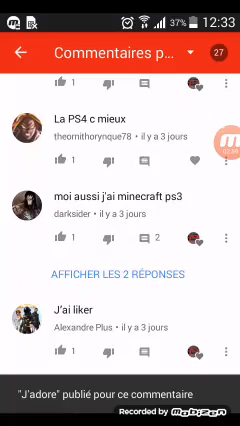 37% 12:33
Commentaires p... 27
1
La PS4 c mieux
theornithorynque78 • il y a 3 jours
1
moi aussi j'ai minecraft ps3
darksider • il y a 3 jours
1 2
AFFICHER LES 2 RÉPONSES
J'ai liker
Alexandre Plus • il y a 3 jours
1
"J'adore" publié pour ce commentaire
Recorded by MOBIZEN